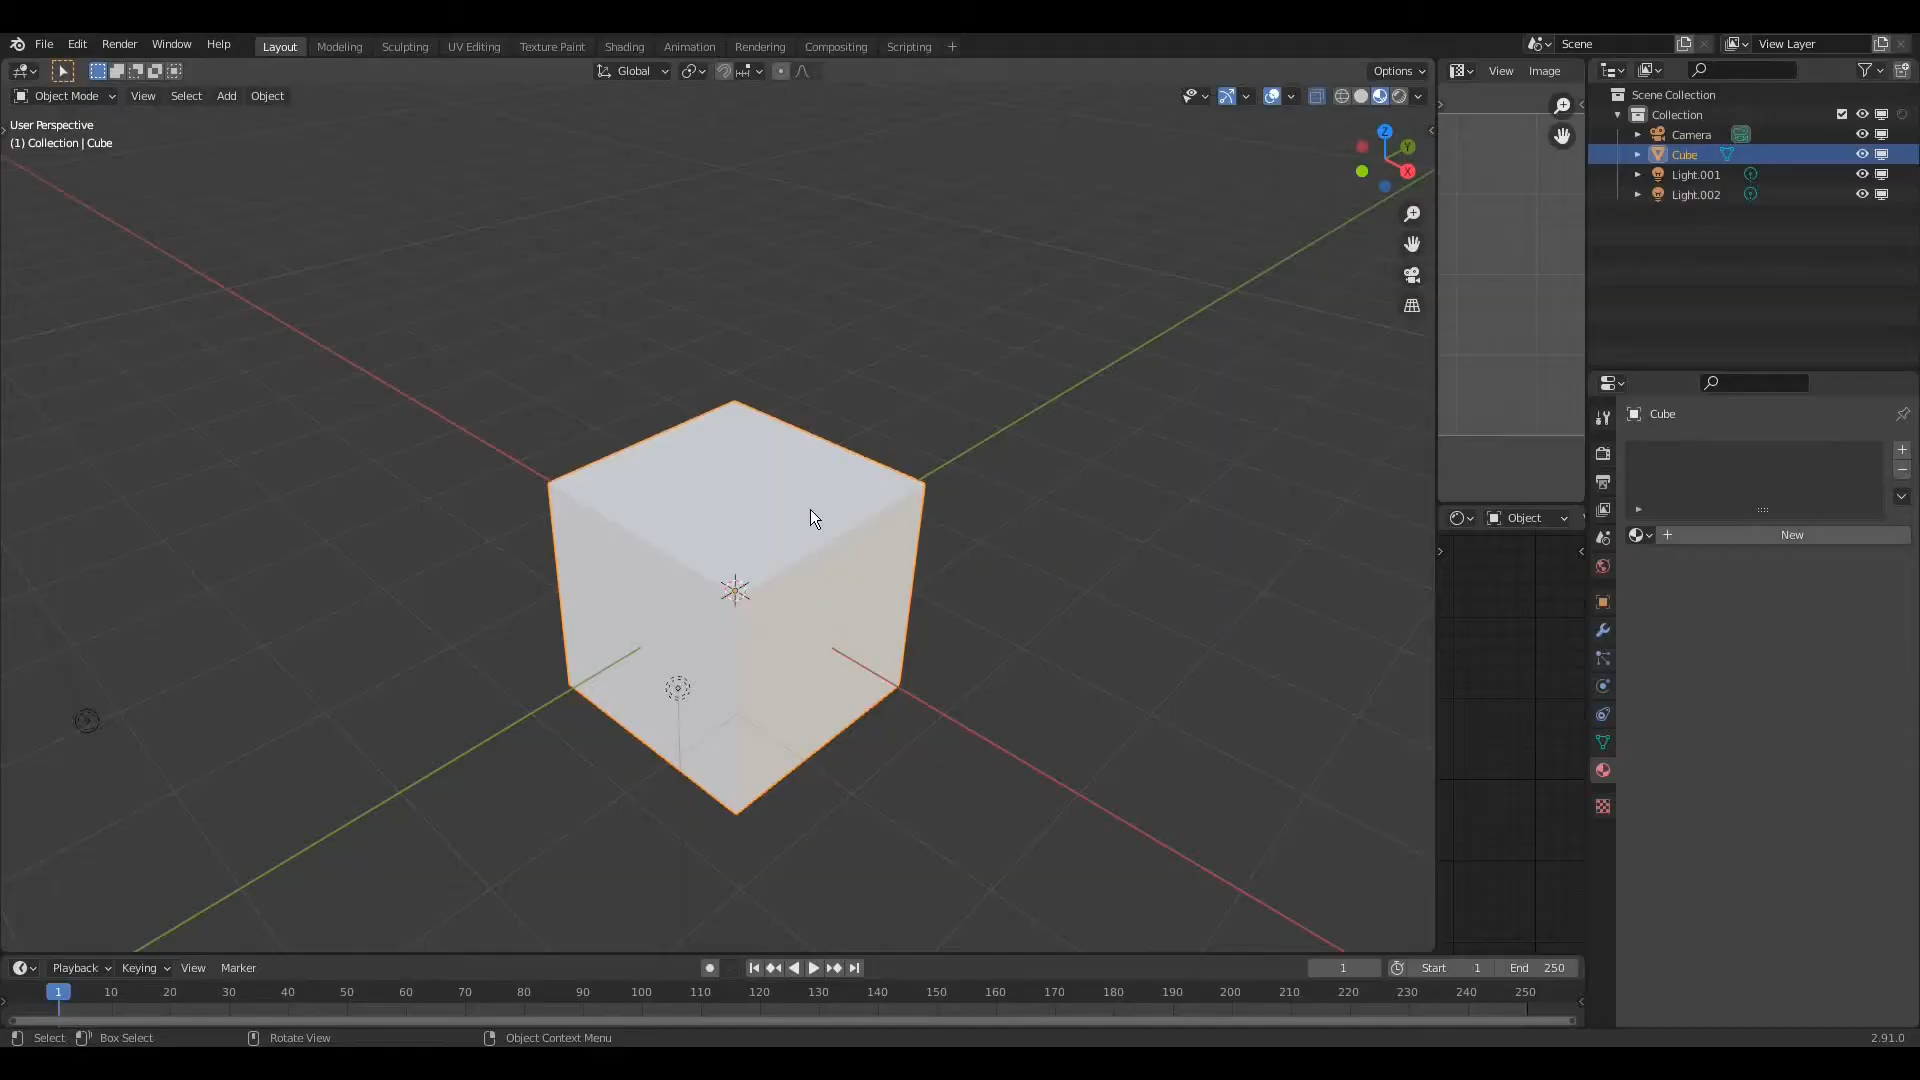 File Edit Render Window Help Layout Modeling Sculpting UV Editing Texture Paint Shading Animation Rendering Compositing Scripting + Scene View Layer
Global Options View Image
Object Mode View Select Add Object
User Perspective
(1) Collection | Cube
Z
Y
X
Scene Collection
Collection
Camera
Cube
Light.001
Light.002
Cube
Object
New
Playback Keying View Marker 1 Start 1 End 250
1 10 20 30 40 50 60 70 80 90 100 110 120 130 140 150 160 170 180 190 200 210 220 230 240 250
Select Box Select Rotate View Object Context Menu 2.91.0